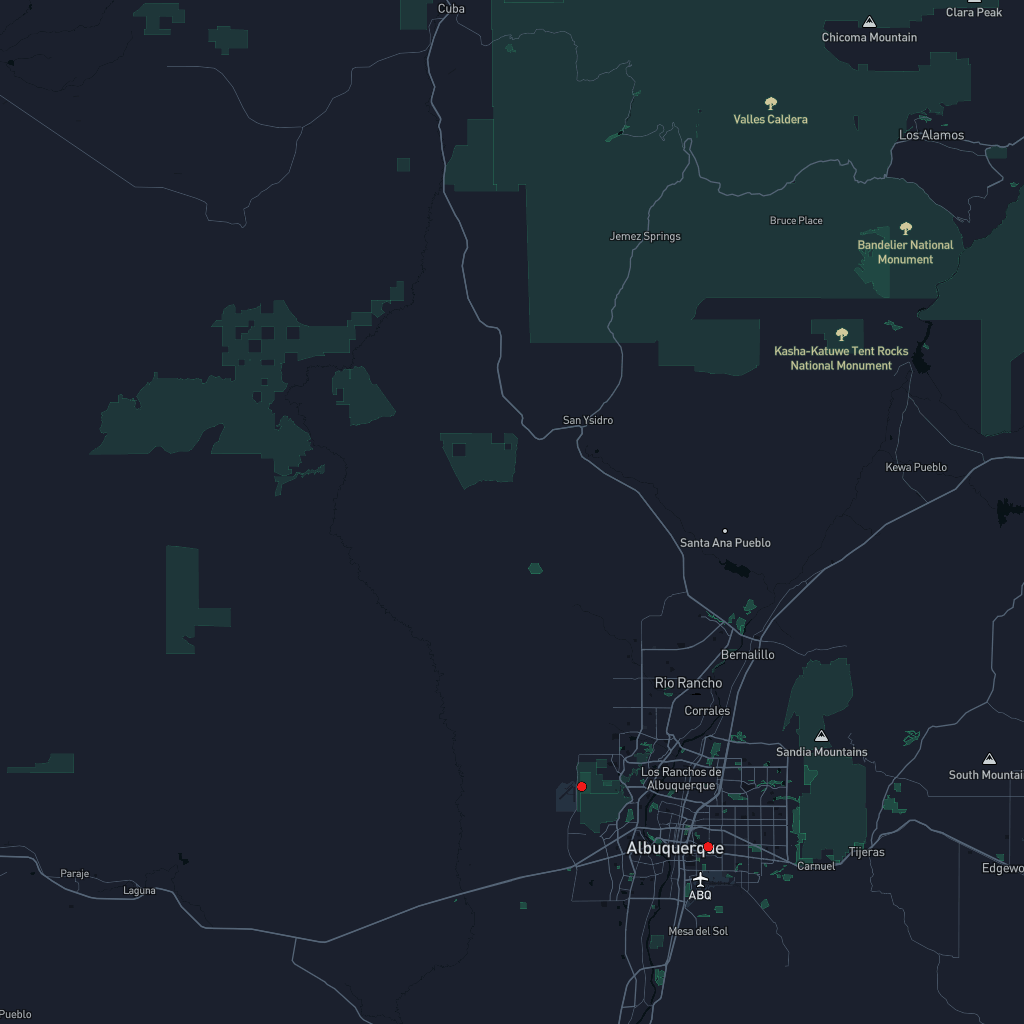 Cuba
Clara Peak
Chicoma Mountain
Valles Caldera
Los Alamos
Bruce Place
Jemez Springs
Bandelier National
Monument
Kasha-Katuwe Tent Rocks
National Monument
San Ysidro
Kewa Pueblo
Santa Ana Pueblo
Bernalillo
Rio Rancho
Corrales
Sandia Mountains
Los Ranchos de
Albuquerque
South Mountai
Albuquerque
Tijeras
Carnuel
Edgewo
Paraje
Laguna
ABQ
Mesa del Sol
Pueblo